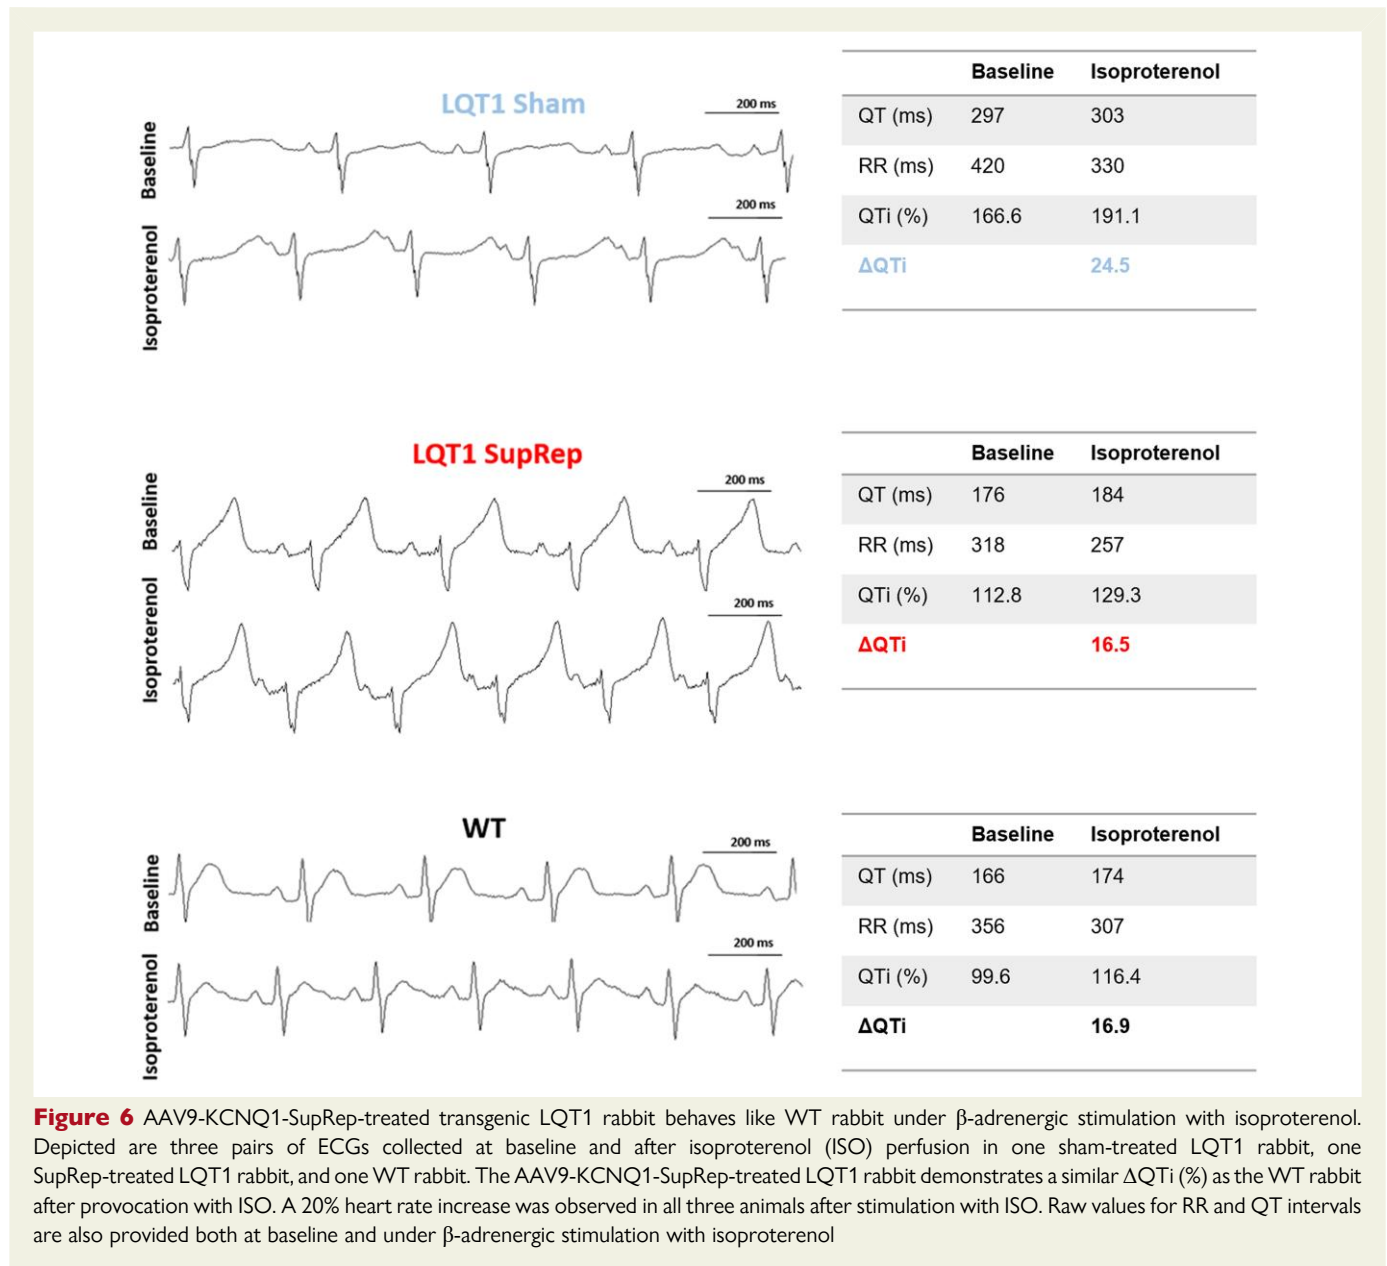 LQT1 Sham
200 ms
Baseline
200 ms
Isoproterenol
Baseline Isoproterenol
QT (ms) 297 303
RR (ms) 420 330
QTi (%) 166.6 191.1
ΔQTi 24.5
LQT1 SupRep
200 ms
Baseline
200 ms
Isoproterenol
Baseline Isoproterenol
QT (ms) 176 184
RR (ms) 318 257
QTi (%) 112.8 129.3
ΔQTi 16.5
WT
200 ms
Baseline
200 ms
Isoproterenol
Baseline Isoproterenol
QT (ms) 166 174
RR (ms) 356 307
QTi (%) 99.6 116.4
ΔQTi 16.9
Figure 6 AAV9-KCNQ1-SupRep-treated transgenic LQT1 rabbit behaves like WT rabbit under β-adrenergic stimulation with isoproterenol.
Depicted are three pairs of ECGs collected at baseline and after isoproterenol (ISO) perfusion in one sham-treated LQT1 rabbit, one
SupRep-treated LQT1 rabbit, and one WT rabbit. The AAV9-KCNQ1-SupRep-treated LQT1 rabbit demonstrates a similar ΔQTi (%) as the WT rabbit
after provocation with ISO. A 20% heart rate increase was observed in all three animals after stimulation with ISO. Raw values for RR and QT intervals
are also provided both at baseline and under β-adrenergic stimulation with isoproterenol